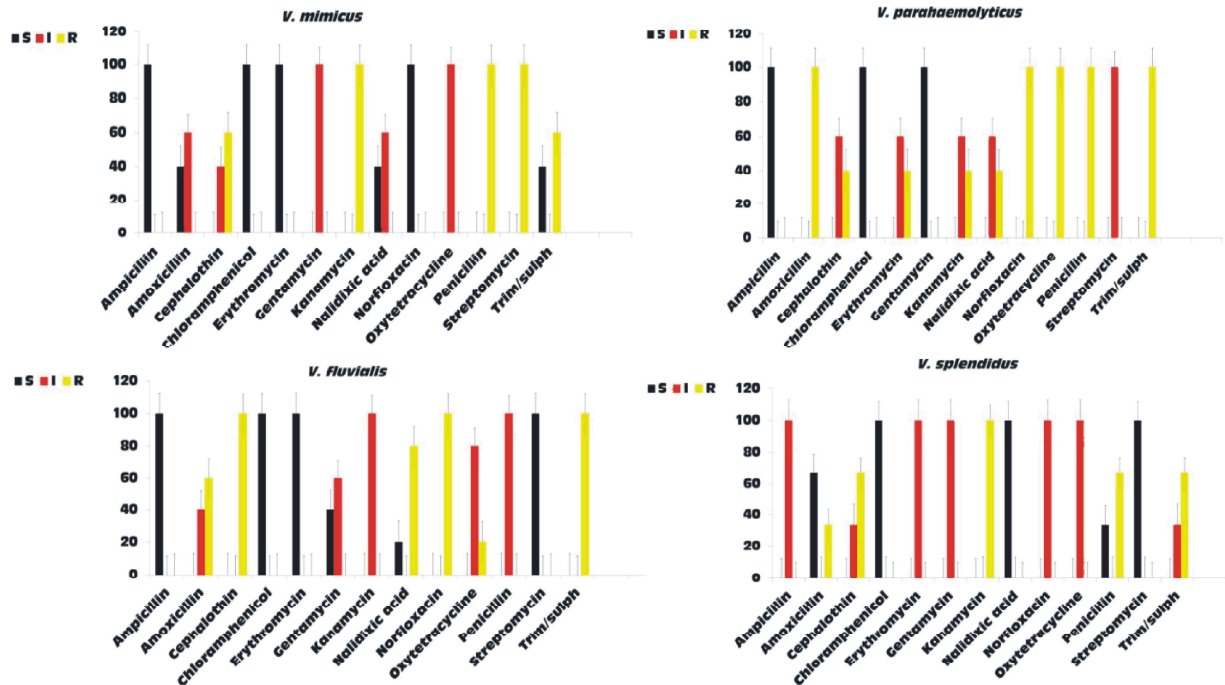 V. mimicus
S I R
120
100
80
60
40
20
0
Ampicillin
Amoxicillin
Cephalothin
Chloramphenicol
Erythromycin
Gentamycin
Kanamycin
Nalidixic acid
Norfloxacin
Oxytetracycline
Penicillin
Streptomycin
Trim/sulph
V. parahaemolyticus
S I R
120
100
80
60
40
20
0
Ampicillin
Amoxicillin
Cephalothin
Chloramphenicol
Erythromycin
Gentamycin
Kanamycin
Nalidixic acid
Norfloxacin
Oxytetracycline
Penicillin
Streptomycin
Trim/sulph
V. Fluvialis
S I R
120
100
80
60
40
20
0
Ampicillin
Amoxicillin
Cephalothin
Chloramphenicol
Erythromycin
Gentamycin
Kanamycin
Nalidixic acid
Norfloxacin
Oxytetracycline
Penicillin
Streptomycin
Trim/sulph
V. splendidus
S I R
120
100
80
60
40
20
0
Ampicillin
Amoxicillin
Cephalothin
Chloramphenicol
Erythromycin
Gentamycin
Kanamycin
Nalidixic acid
Norfloxacin
Oxytetracycline
Penicillin
Streptomycin
Trim/sulph